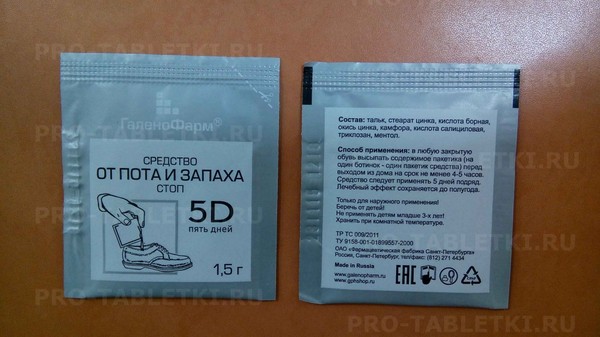 PRO-TABLETKI.RU
ГаленоФарм®
СРЕДСТВО
ОТ ПОТА И ЗАПАХА
СТОП
5D
пять дней
1,5 г
Состав: тальк, стеарат цинка, кислота борная,
окись цинка, камфора, кислота салициловая,
триклозан, ментол.
Способ применения: в любую закрытую
обувь высыпать содержимое пакетика (на
один ботинок - один пакетик средства) перед
выходом из дома на срок не менее 4-5 часов.
Средство следует применять 5 дней подряд.
Лечебный эффект сохраняется до полугода.
Только для наружного применения!
Беречь от детей!
Не применять детям младше 3-х лет!
Хранить при комнатной температуре.
ТР ТС 009/2011
ТУ 9158-001-01899557-2000
ОАО «Фармацевтическая фабрика Санкт-Петербурга»
Россия, Санкт-Петербург, тел/факс: (812) 271 4434
Made in Russia
www.galenopharm.ru
www.gphshop.ru
EAC
PRO-TABLETKI.RU